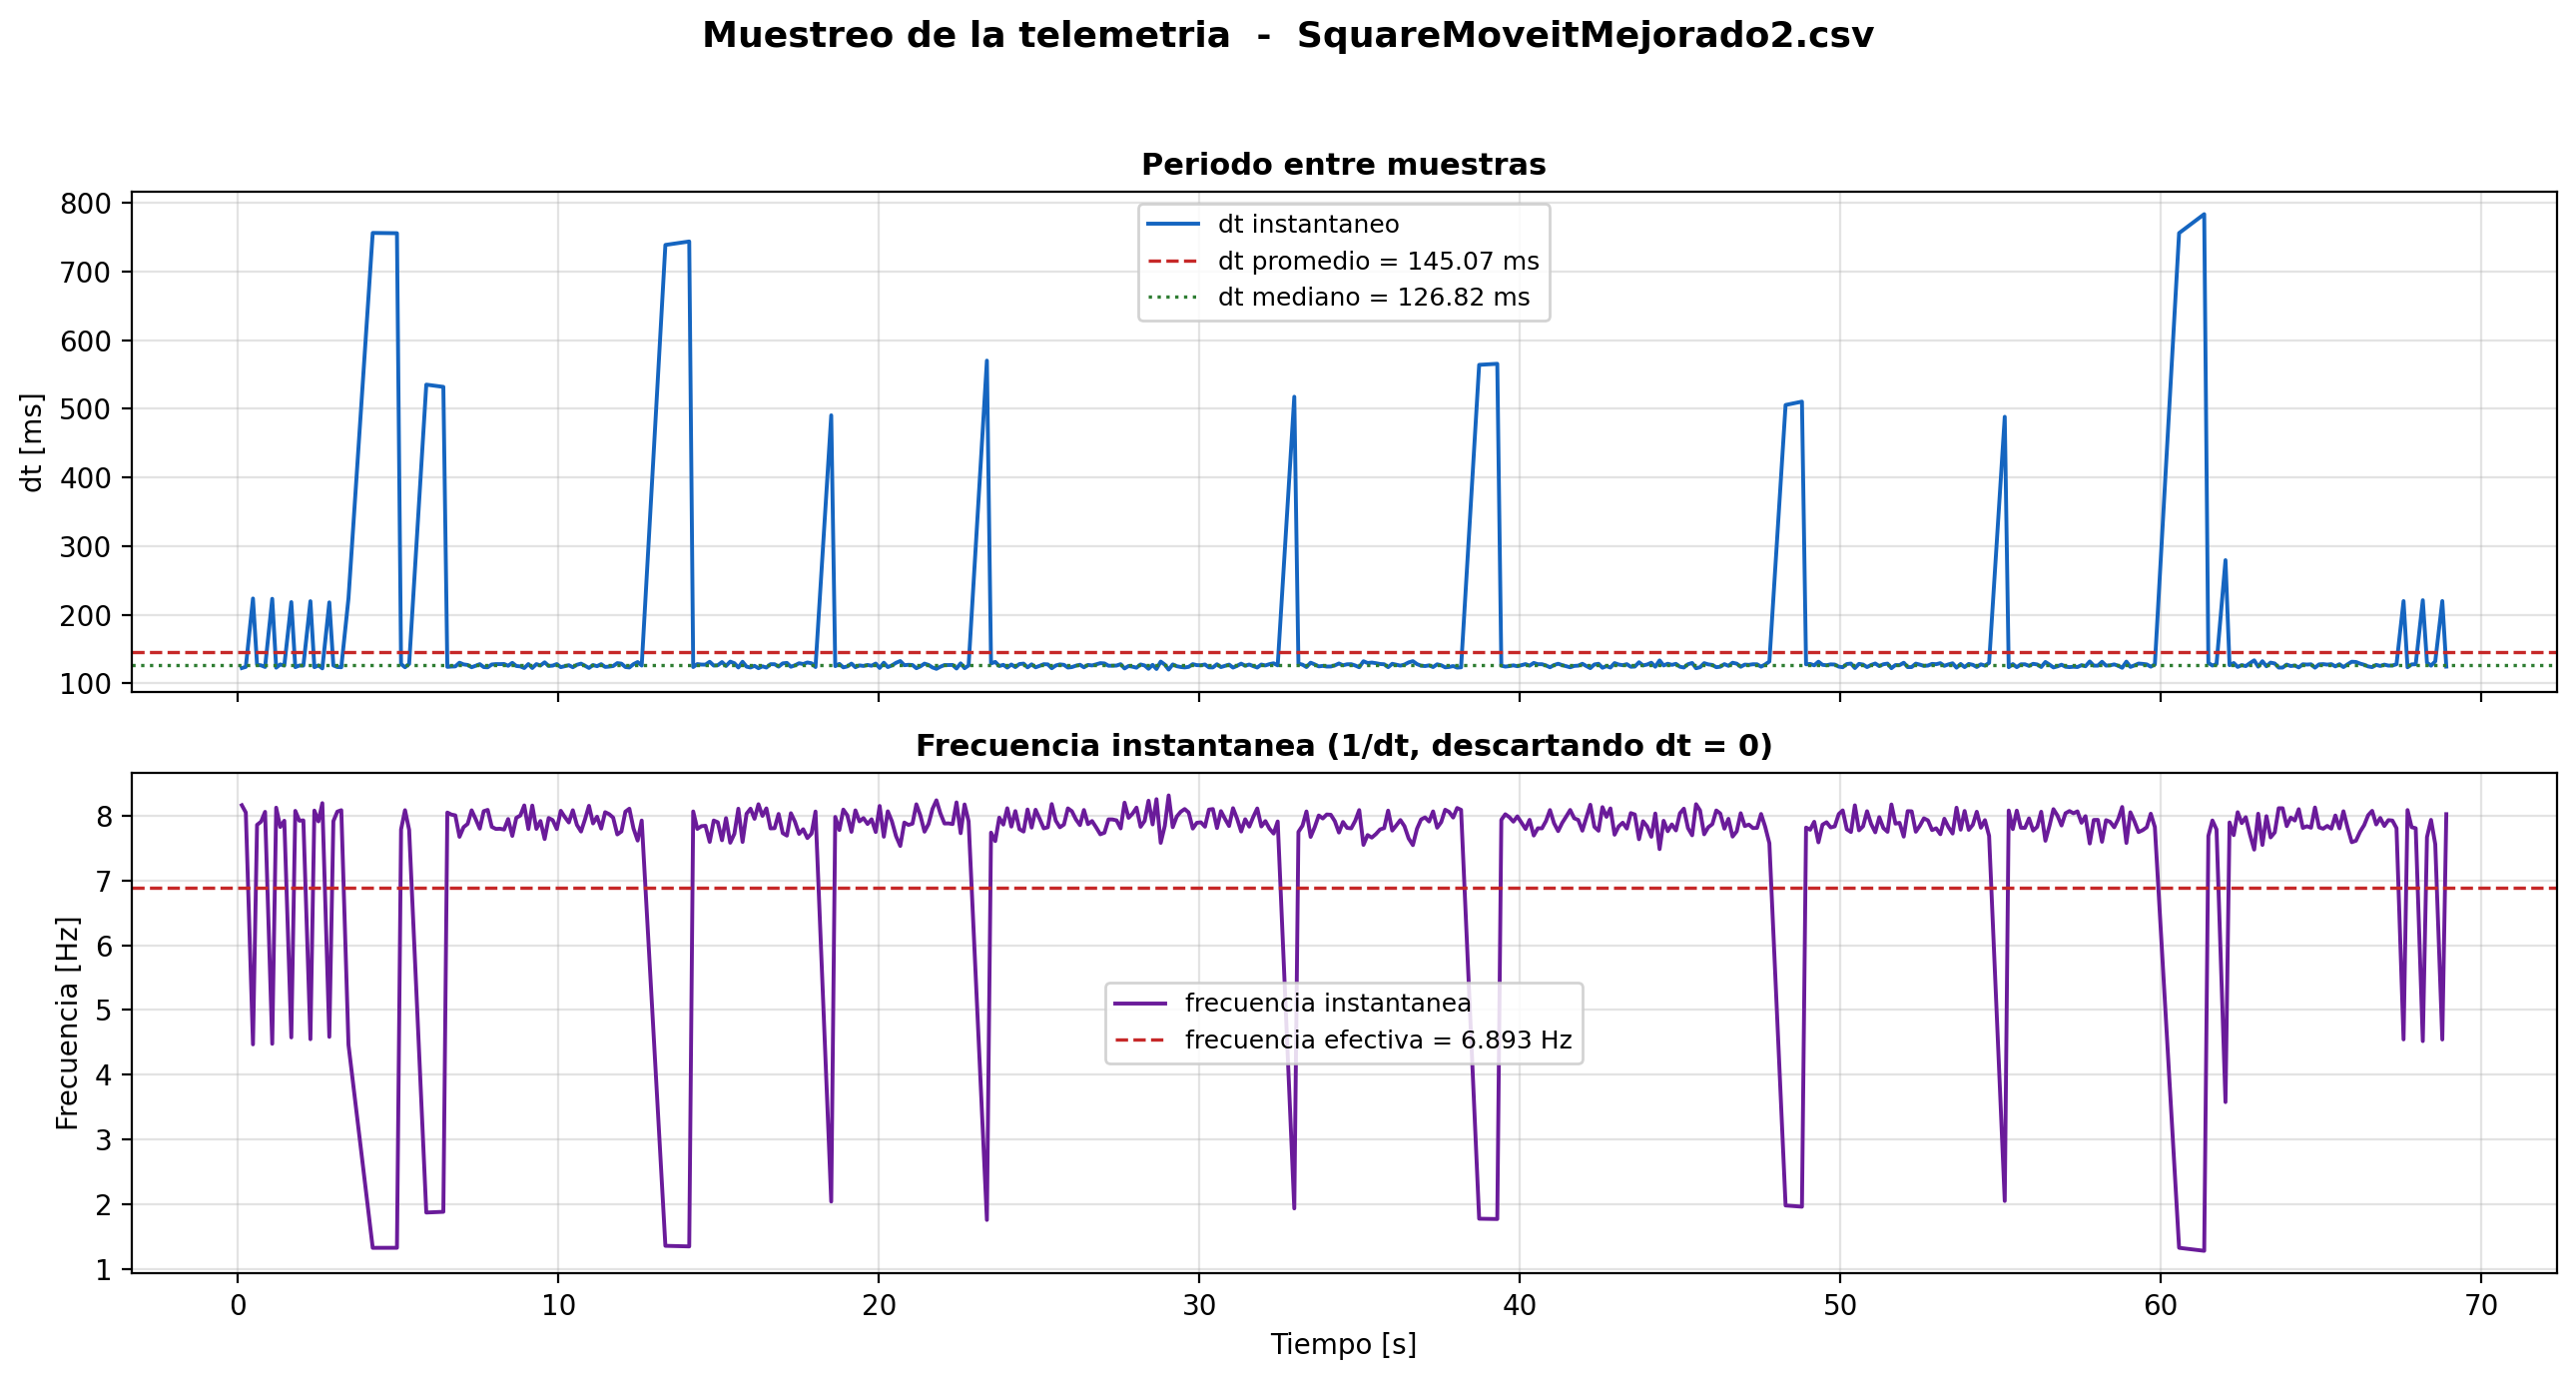 Muestreo de la telemetria - SquareMoveitMejorado2.csv
Periodo entre muestras
800
700
600
500
400
300
200
100
dt [ms]
dt instantaneo
dt promedio = 145.07 ms
dt mediano = 126.82 ms
Frecuencia instantanea (1/dt, descartando dt = 0)
8
7
6
5
4
3
2
1
Frecuencia [Hz]
frecuencia instantanea
frecuencia efectiva = 6.893 Hz
0 10 20 30 40 50 60 70
Tiempo [s]